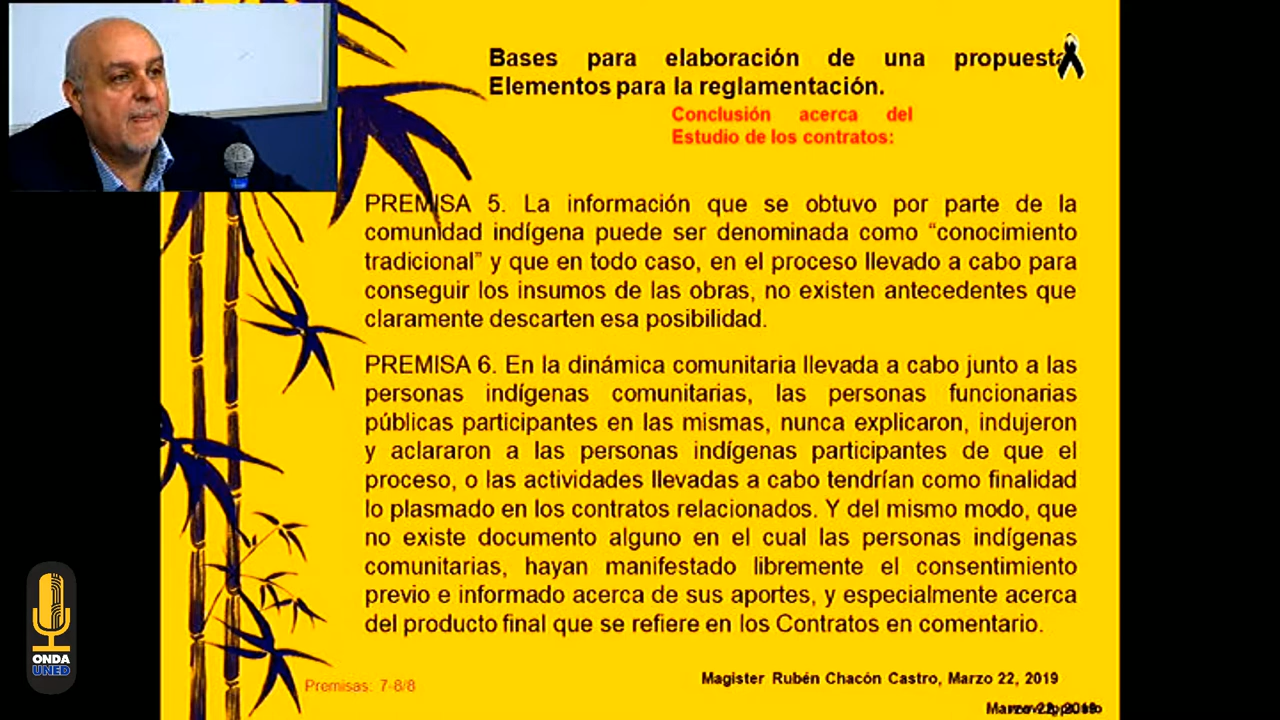 Bases para elaboración de una propuesta
Elementos para la reglamentación.
Conclusión acerca del
Estudio de los contratos:
PREMISA 5. La información que se obtuvo por parte de la
comunidad indígena puede ser denominada como “conocimiento
tradicional” y que en todo caso, en el proceso llevado a cabo para
conseguir los insumos de las obras, no existen antecedentes que
claramente descarten esa posibilidad.
PREMISA 6. En la dinámica comunitaria llevada a cabo junto a las
personas indígenas comunitarias, las personas funcionarias
públicas participantes en las mismas, nunca explicaron, indujeron
y aclararon a las personas indígenas participantes de que el
proceso, o las actividades llevadas a cabo tendrían como finalidad
lo plasmado en los contratos relacionados. Y del mismo modo, que
no existe documento alguno en el cual las personas indígenas
comunitarias, hayan manifestado libremente el consentimiento
previo e informado acerca de sus aportes, y especialmente acerca
del producto final que se refiere en los Contratos en comentario.
Premisas: 7-8/8
Magister Rubén Chacón Castro, Marzo 22, 2019
ONDA
UNED